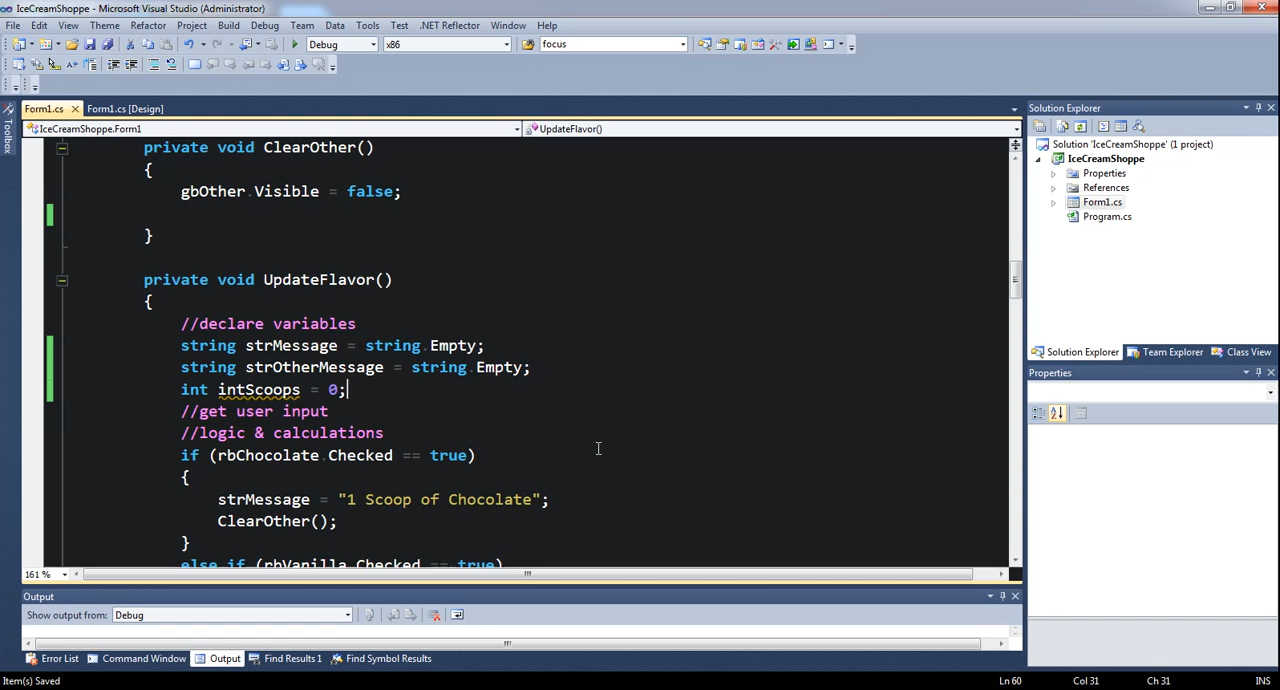 IceCreamShoppe - Microsoft Visual Studio (Administrator)
File Edit View Theme Refactor Project Build Debug Team Data Tools Test .NET Reflector Window Help
Debug x86 focus
Form1.cs Form1.cs [Design]
Solution Explorer
IceCreamShoppe.Form1 UpdateFlavor()
Toolbox
Solution 'IceCreamShoppe' (1 project)
IceCreamShoppe
Properties
References
Form1.cs
Program.cs
private void ClearOther()
{
gbOther.Visible = false;
}
private void UpdateFlavor()
{
//declare variables
string strMessage = string.Empty;
string strOtherMessage = string.Empty;
int intScoops = 0;
//get user input
//logic & calculations
if (rbChocolate.Checked == true)
{
strMessage = "1 Scoop of Chocolate";
ClearOther();
}
else if (rbVanilla.Checked == true)
161 %
Solution Explorer Team Explorer Class View
Properties
Output
Show output from: Debug
Error List Command Window Output Find Results 1 Find Symbol Results
Item(s) Saved Ln 60 Col 31 Ch 31 INS